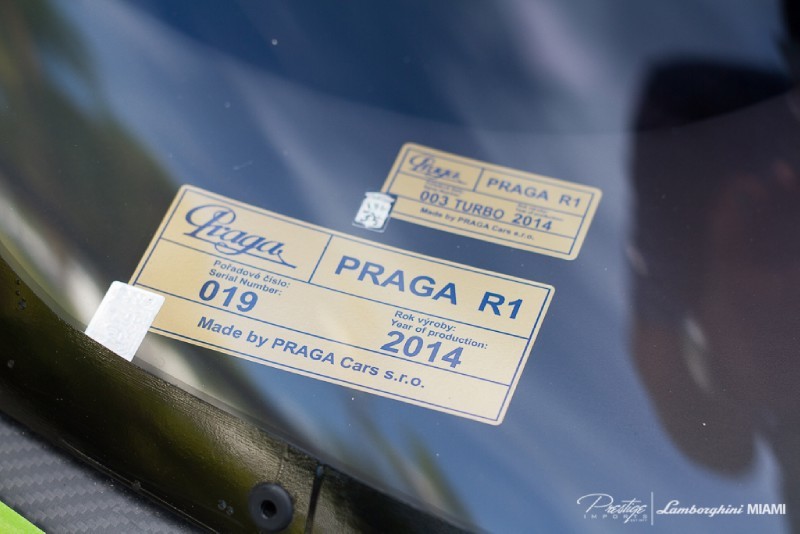 Praga
PRAGA R1
Pořadové číslo:
Serial Number:
019
Rok výroby:
Year of production:
2014
Made by PRAGA Cars s.r.o.
Praga
PRAGA R1
003 TURBO 2014
Made by PRAGA Cars s.r.o.
Prestige
IMPORTS
Lamborghini MIAMI